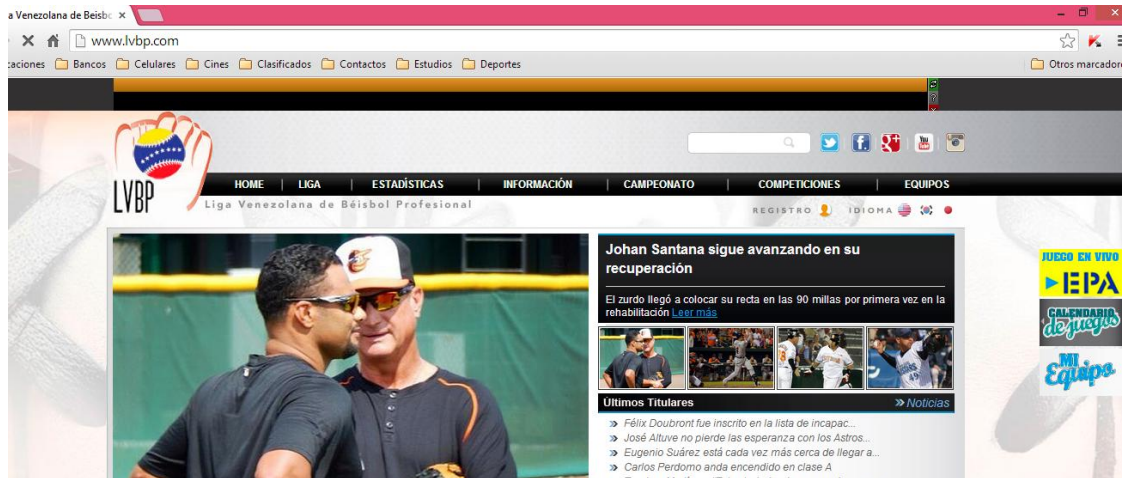 a Venezolana de Beisbo
www.lvbp.com
caciones Bancos Celulares Cines Clasificados Contactos Estudios Deportes Otros marcadore
LVBP
HOME | LIGA | ESTADÍSTICAS | INFORMACIÓN | CAMPEONATO | COMPETICIONES | EQUIPOS
Liga Venezolana de Béisbol Profesional
REGISTRO IDIOMA
Johan Santana sigue avanzando en su
recuperación
El zurdo llegó a colocar su recta en las 90 millas por primera vez en la
rehabilitación Leer más
Últimos Titulares » Noticias
» Félix Doubront fue inscrito en la lista de incapac...
» José Altuve no pierde las esperanza con los Astros...
» Eugenio Suárez está cada vez más cerca de llegar a...
» Carlos Perdomo anda encendido en clase A
JUEGO EN VIVO
EPA
CALENDARIO
de juegos
MI
Equipo